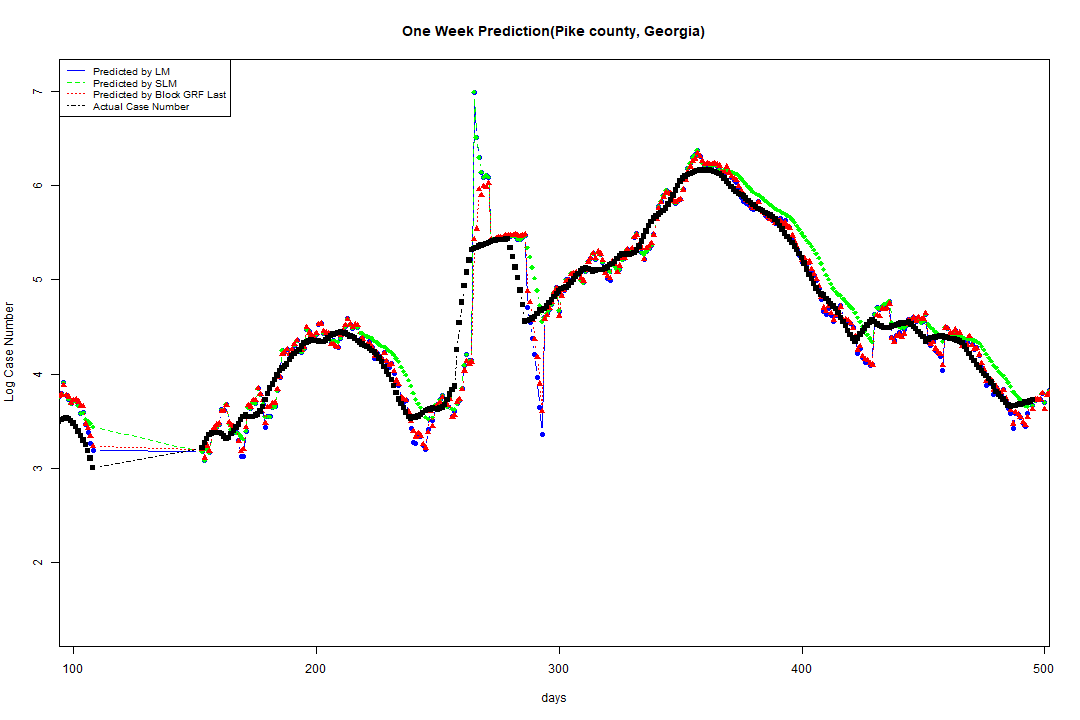 One Week Prediction(Pike county, Georgia)
Predicted by LM
Predicted by SLM
Predicted by Block GRF Last
Actual Case Number
7
6
5
4
3
2
Log Case Number
100 200 300 400 500
days